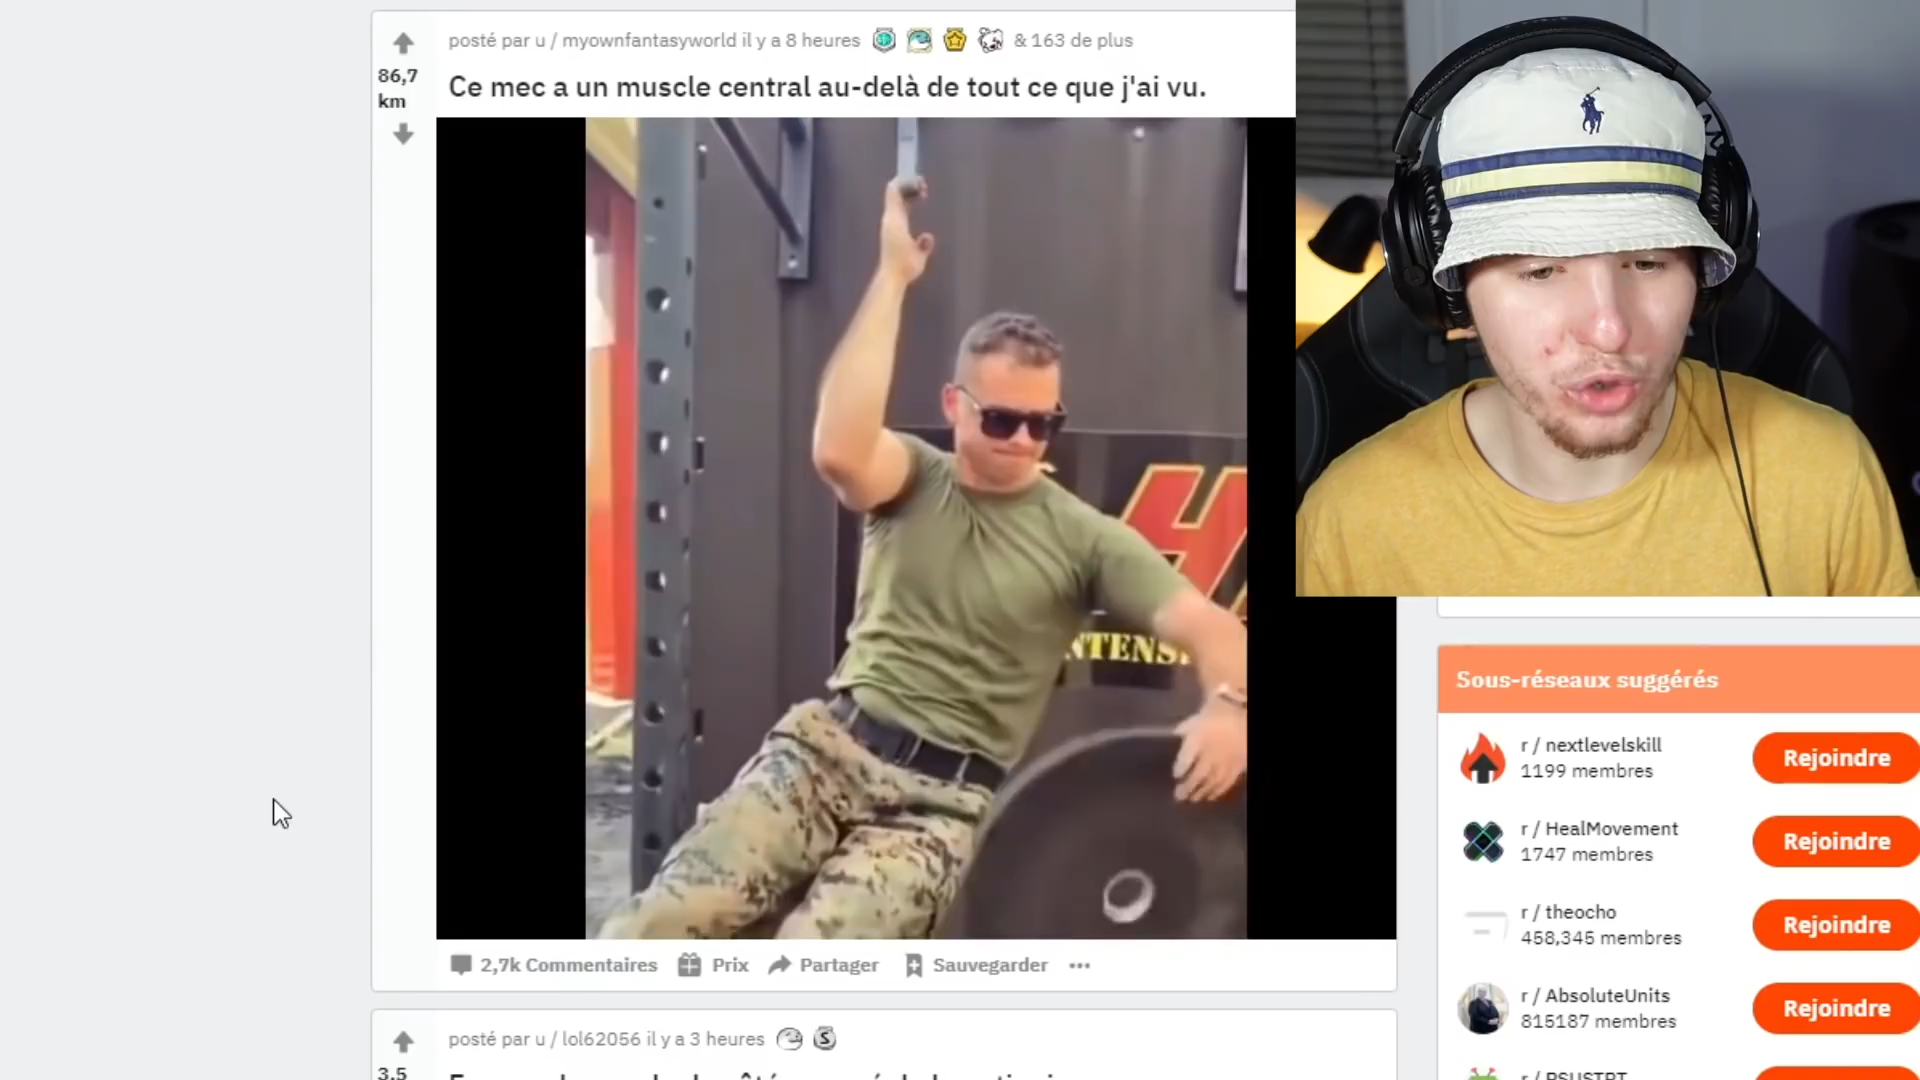 posté par u / myownfantasyworld il y a 8 heures & 163 de plus
86,7
km
Ce mec a un muscle central au-delà de tout ce que j'ai vu.
H
NTENS
2,7k Commentaires Prix Partager Sauvegarder
posté par u / lol62056 il y a 3 heures
3,5
Sous-réseaux suggérés
r / nextlevelskill
1199 membres
Rejoindre
r / HealMovement
1747 membres
Rejoindre
r / theocho
458,345 membres
Rejoindre
r / AbsoluteUnits
815187 membres
Rejoindre